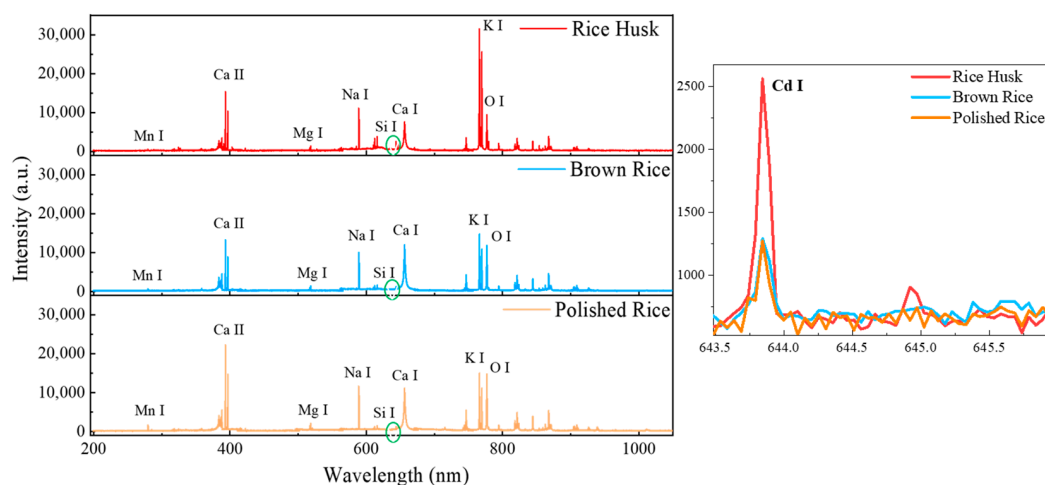 Intensity (a.u.)
30,000
20,000
10,000
0
Rice Husk
Mn I
Ca II
Mg I
Na I
Si I
Ca I
K I
O I
30,000
20,000
10,000
0
Brown Rice
Mn I
Ca II
Mg I
Na I
Si I
Ca I
K I
O I
30,000
20,000
10,000
0
Polished Rice
Mn I
Ca II
Mg I
Na I
Si I
Ca I
K I
O I
200 400 600 800 1000
Wavelength (nm)
2500
2000
1500
1000
Cd I
Rice Husk
Brown Rice
Polished Rice
643.5 644.0 644.5 645.0 645.5